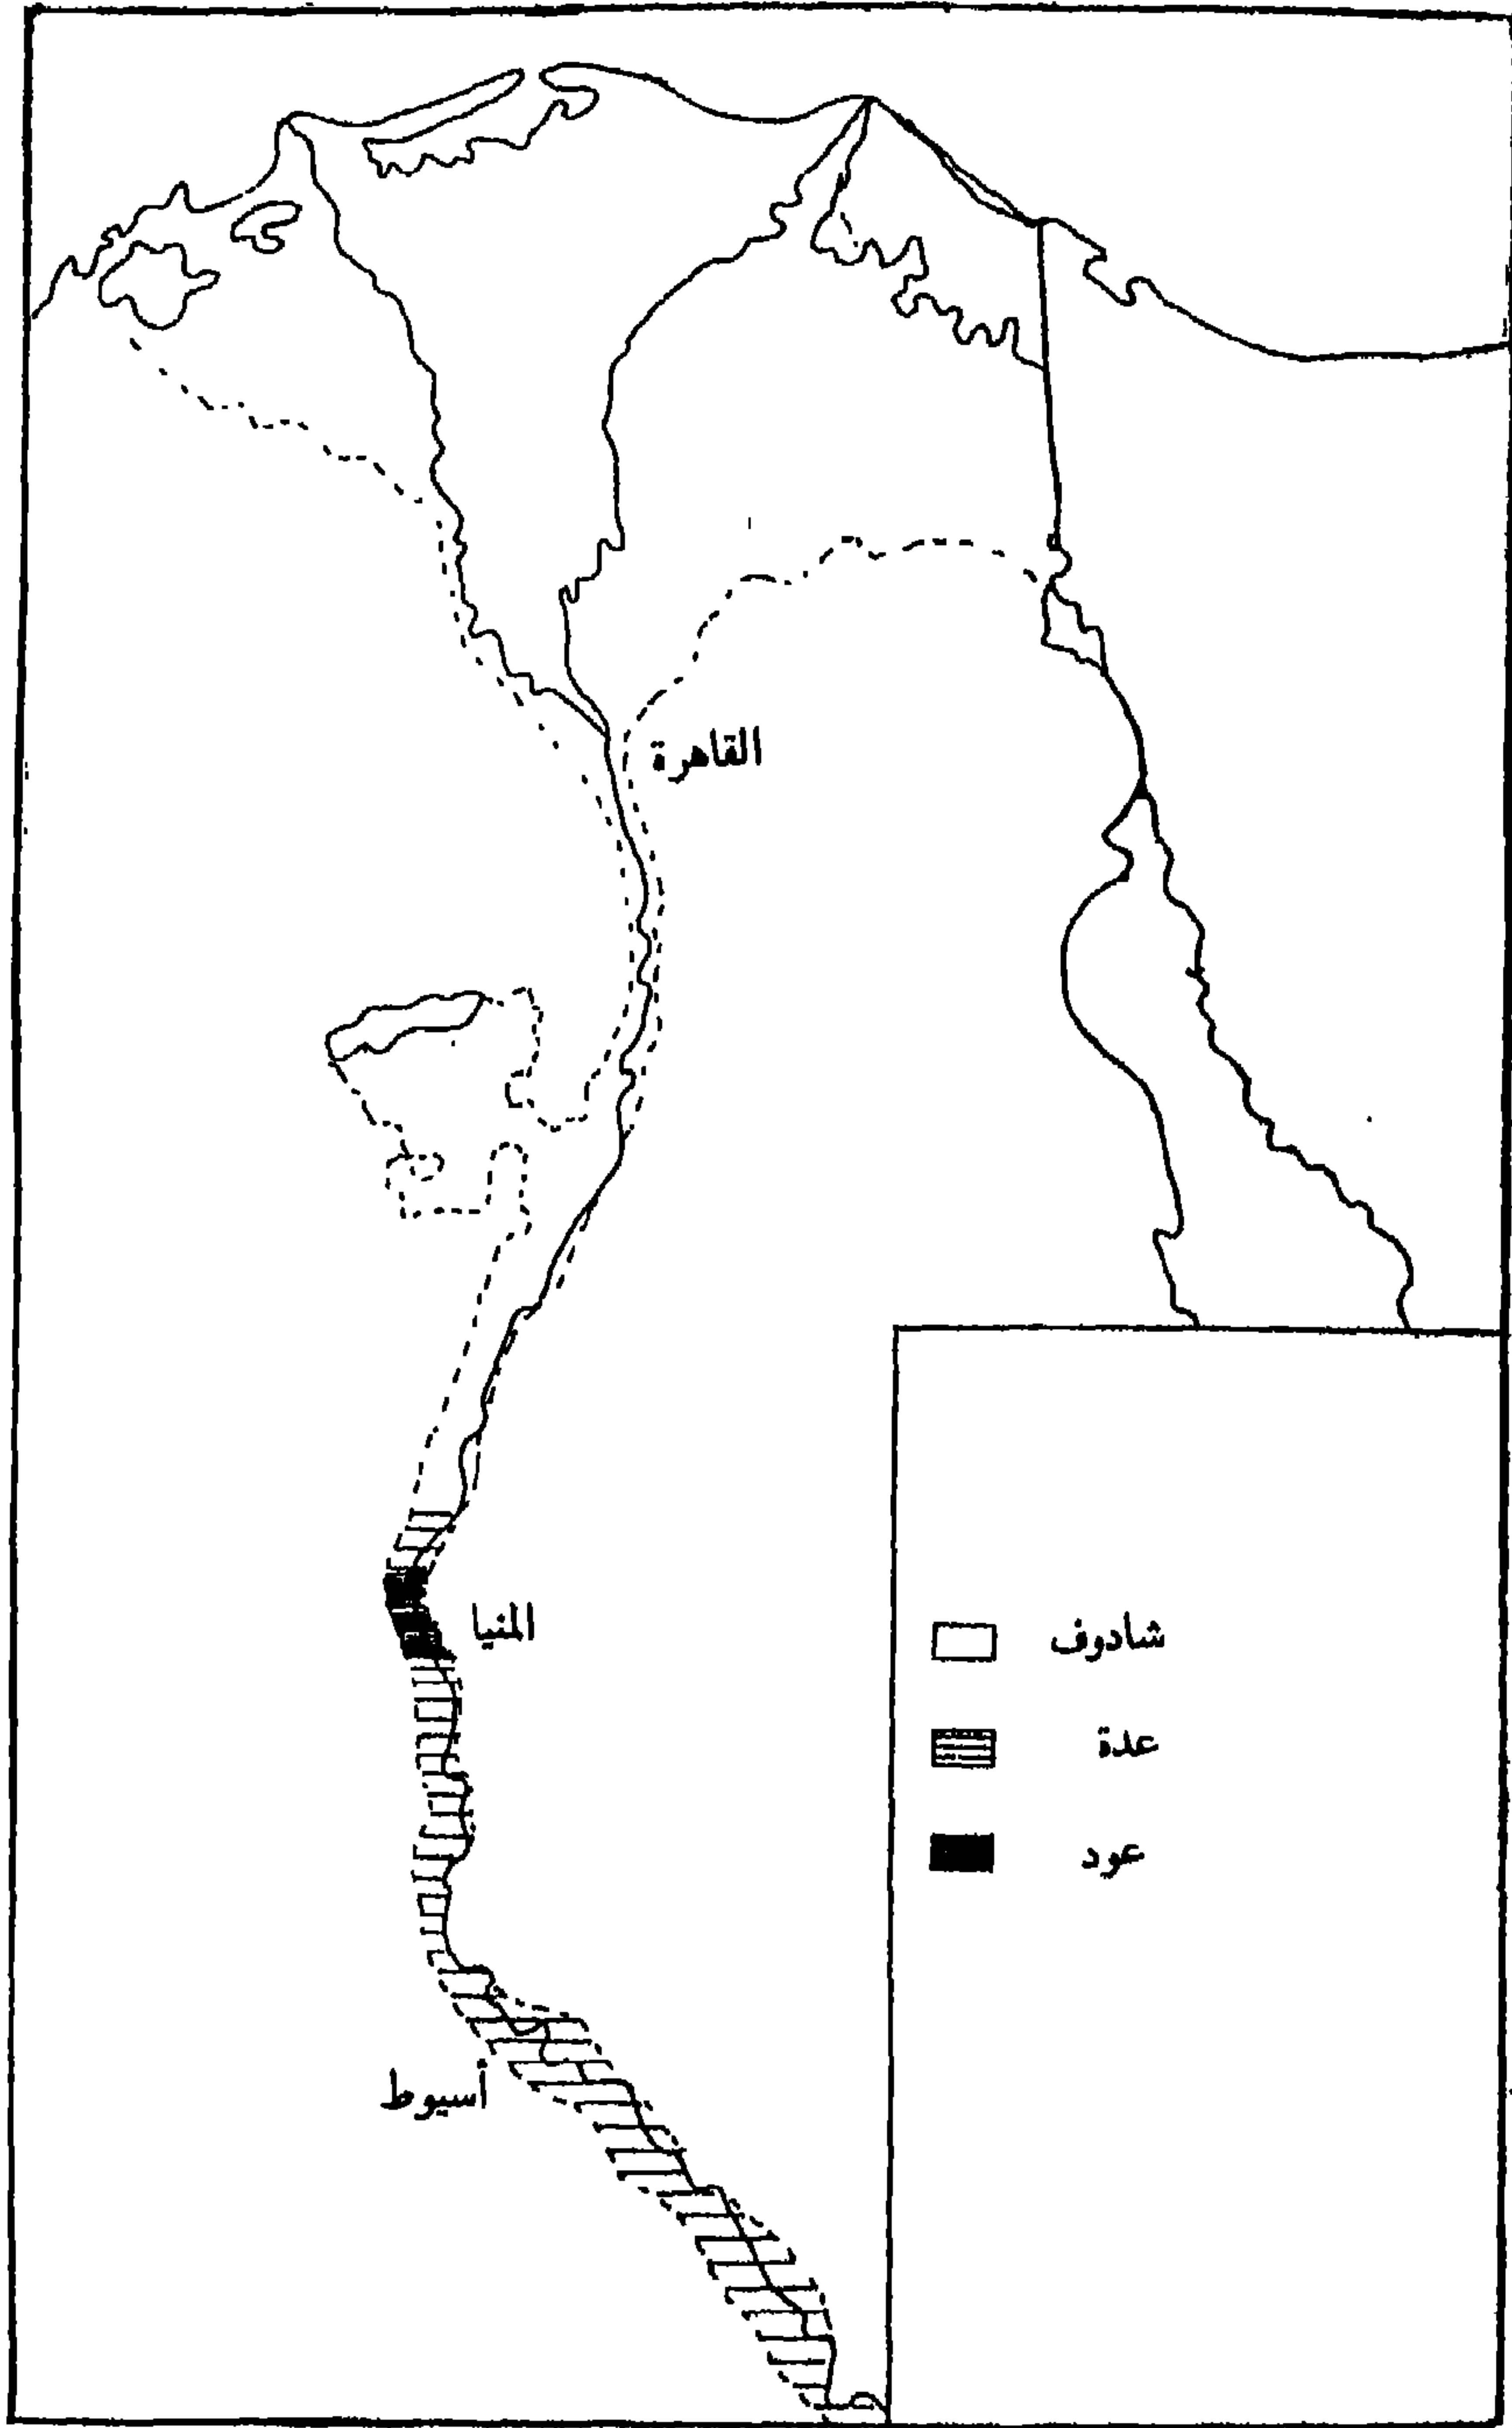 القاهرة
المنيا
أسيوط
شادوف
عدة
عود